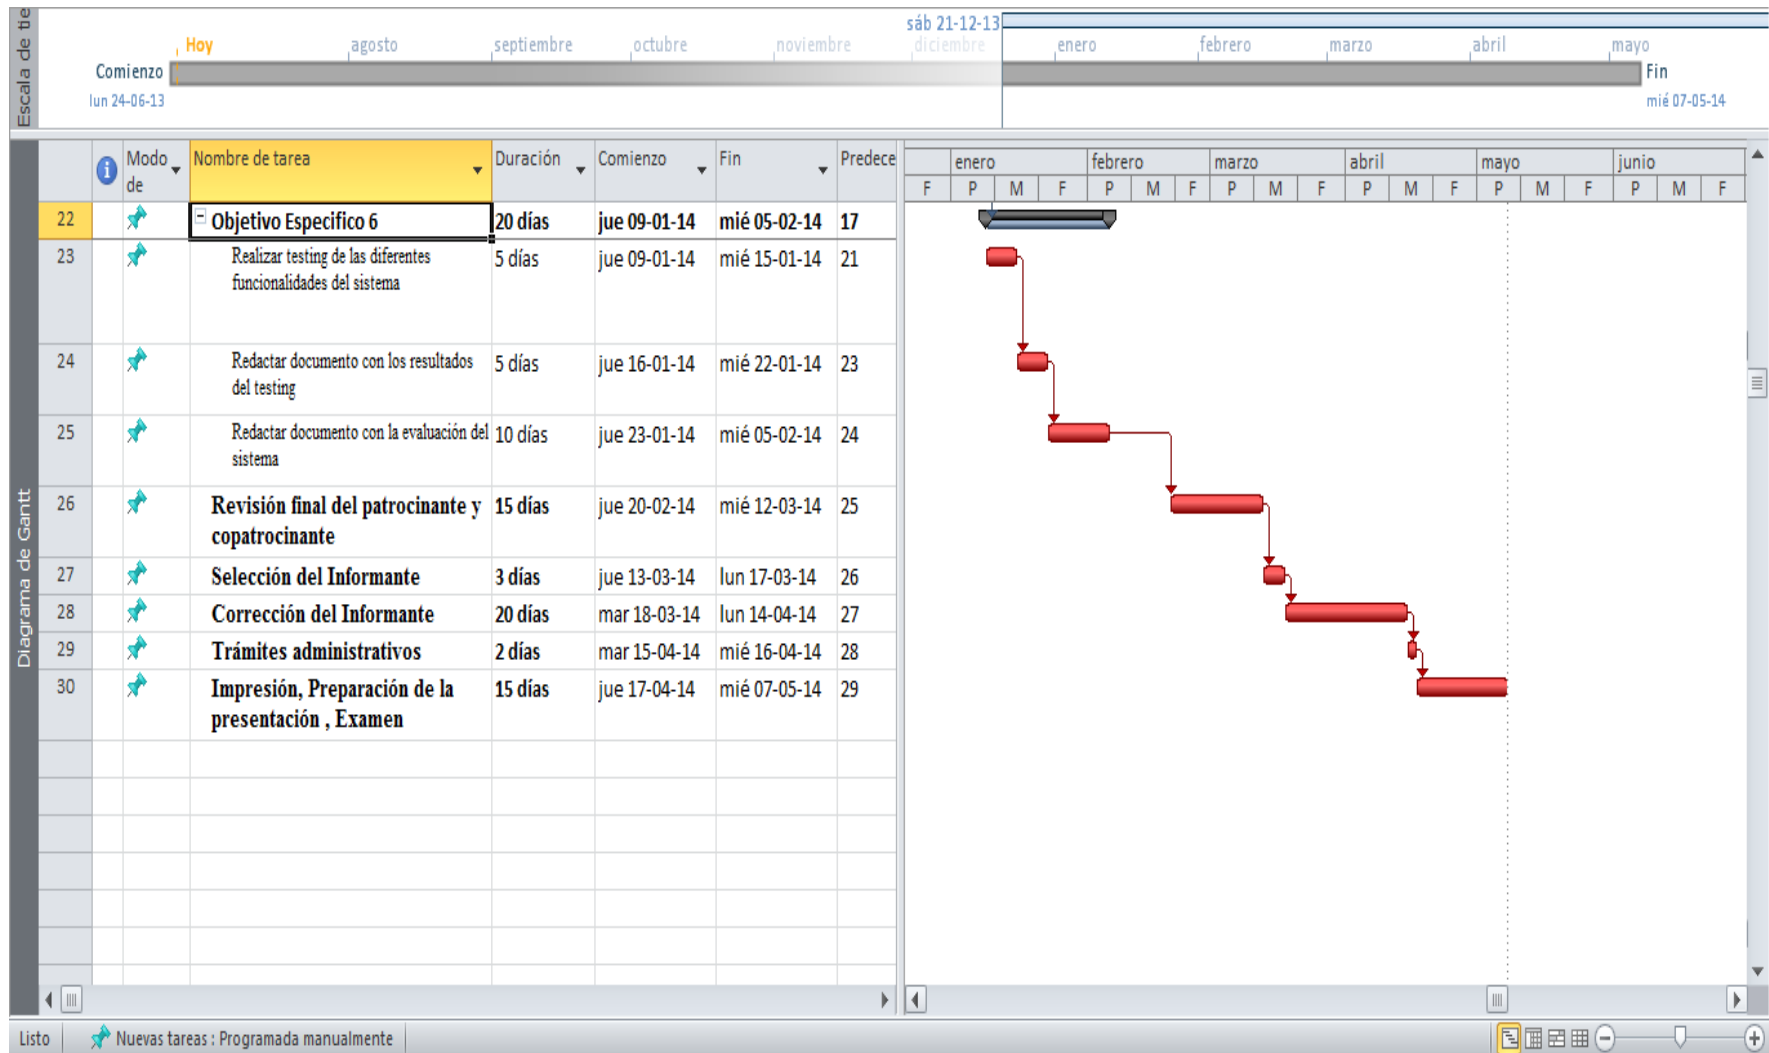 Escala de tie
sáb 21-12-13
Hoy agosto septiembre octubre noviembre diciembre enero febrero marzo abril mayo
Comienzo Fin
lun 24-06-13 mié 07-05-14
Diagrama de Gantt
Modo de Nombre de tarea Duración Comienzo Fin Predece
enero febrero marzo abril mayo junio
F P M F P M F P M F P M F P M F P M F
22 Objetivo Especifico 6 20 días jue 09-01-14 mié 05-02-14 17
23 Realizar testing de las diferentes 5 días jue 09-01-14 mié 15-01-14 21
funcionalidades del sistema
24 Redactar documento con los resultados 5 días jue 16-01-14 mié 22-01-14 23
del testing
25 Redactar documento con la evaluación del 10 días jue 23-01-14 mié 05-02-14 24
sistema
26 Revisión final del patrocinante y 15 días jue 20-02-14 mié 12-03-14 25
copatrocinante
27 Selección del Informante 3 días jue 13-03-14 lun 17-03-14 26
28 Corrección del Informante 20 días mar 18-03-14 lun 14-04-14 27
29 Trámites administrativos 2 días mar 15-04-14 mié 16-04-14 28
30 Impresión, Preparación de la 15 días jue 17-04-14 mié 07-05-14 29
presentación , Examen
Listo Nuevas tareas : Programada manualmente